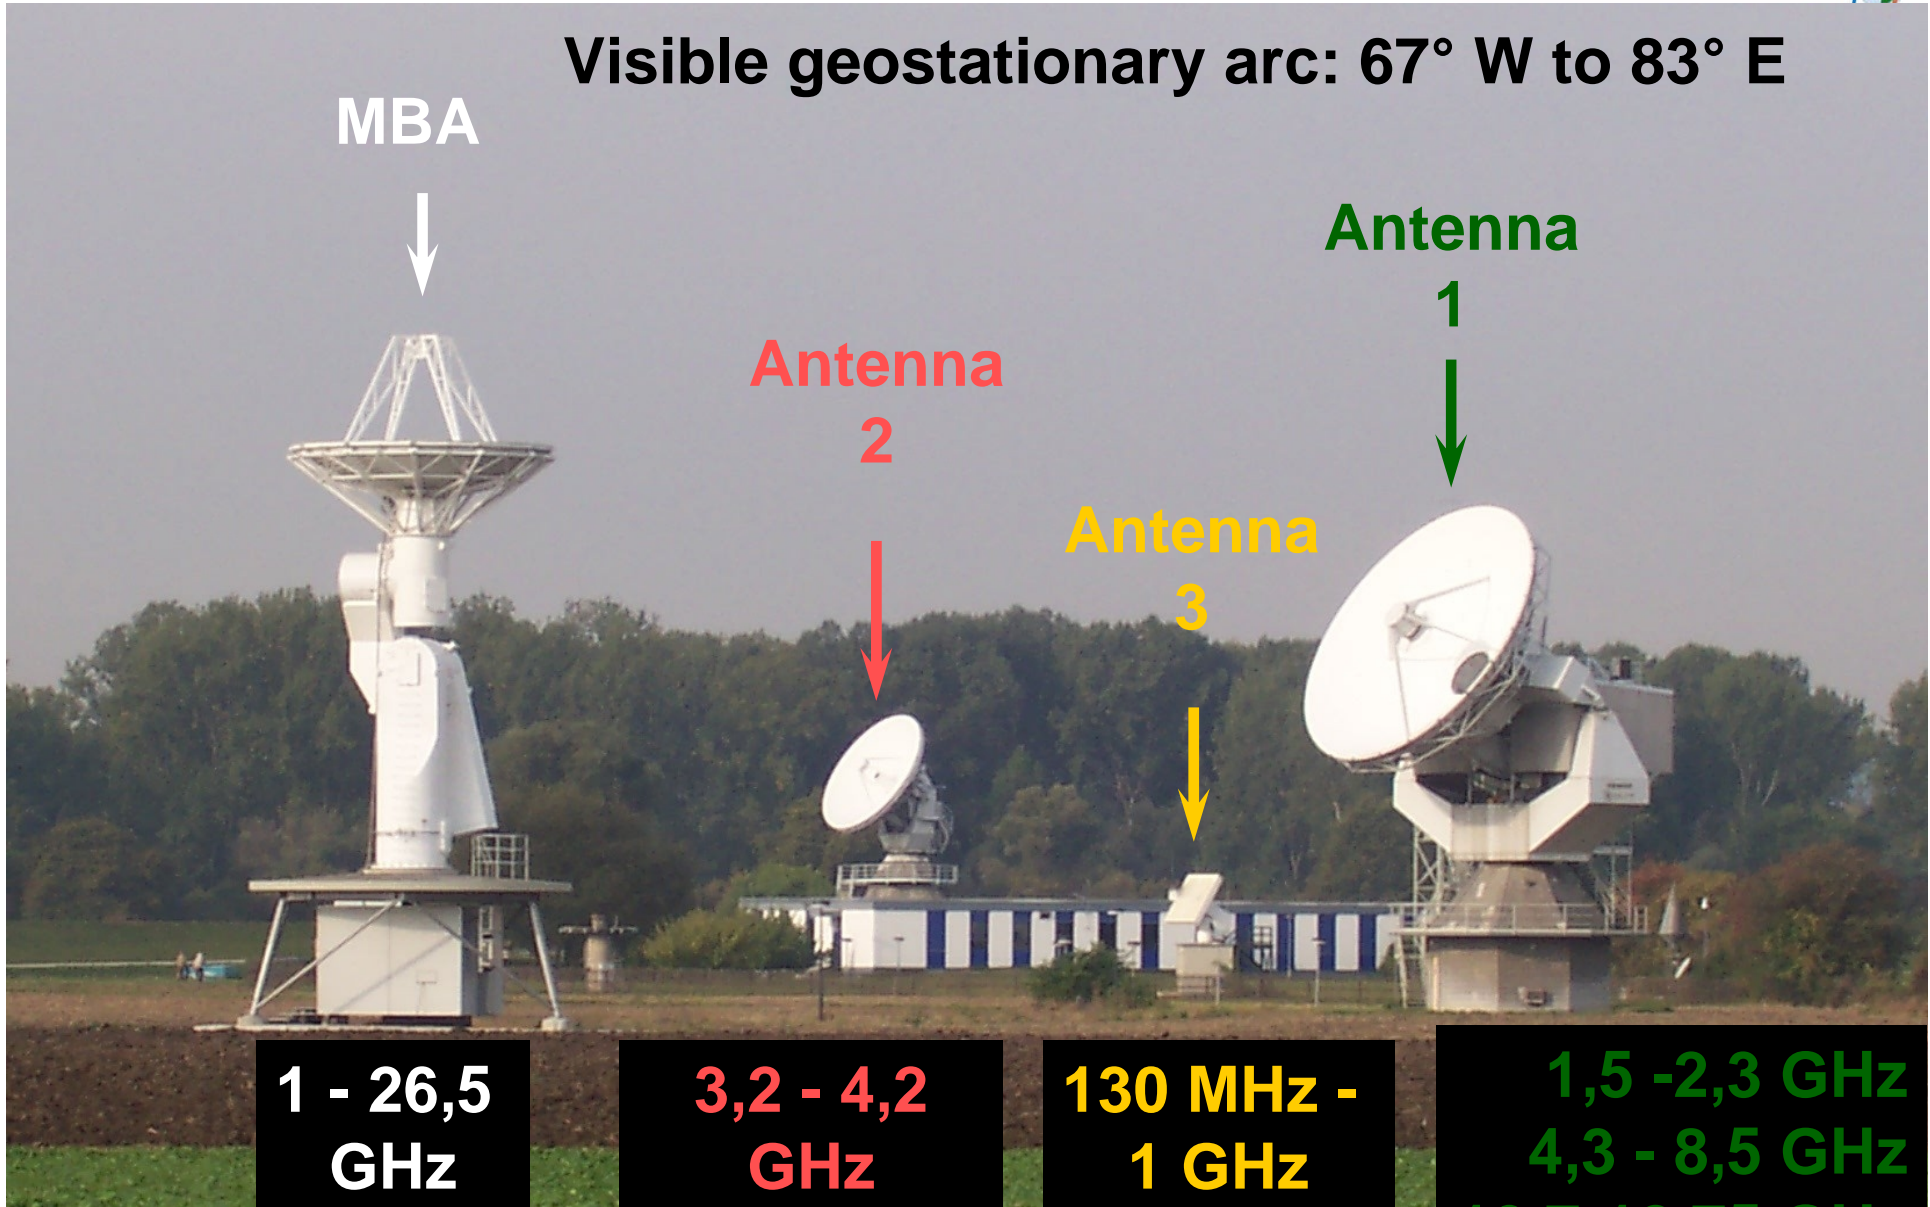 Visible geostationary arc: 67° W to 83° E
MBA
Antenna
1
Antenna
2
Antenna
3
1 - 26,5
GHz
3,2 - 4,2
GHz
130 MHz -
1 GHz
1,5 -2,3 GHz
4,3 - 8,5 GHz